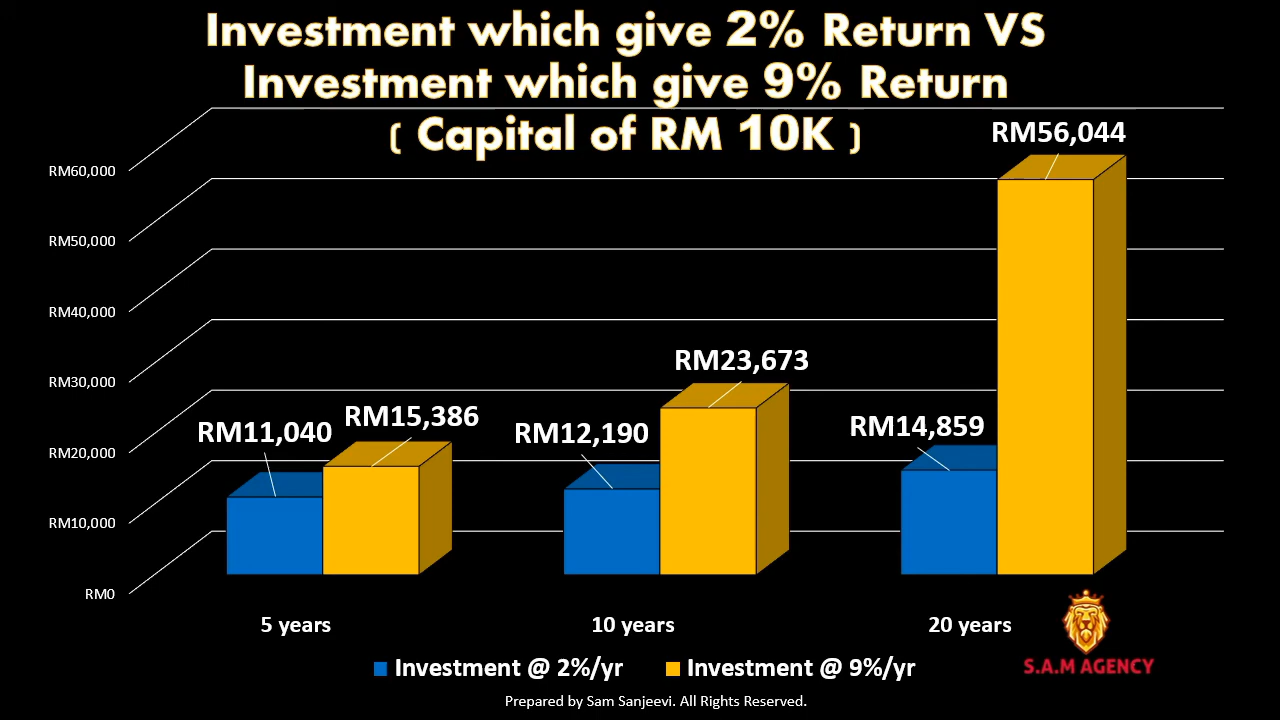 Investment which give 2% Return VS
Investment which give 9% Return
( Capital of RM 10K )
RM60,000
RM50,000
RM40,000
RM30,000
RM20,000
RM10,000
RM0
RM11,040
RM15,386
RM12,190
RM23,673
RM14,859
RM56,044
5 years
10 years
20 years
S.A.M AGENCY
Investment @ 2%/yr
Investment @ 9%/yr
Prepared by Sam Sanjeevi. All Rights Reserved.